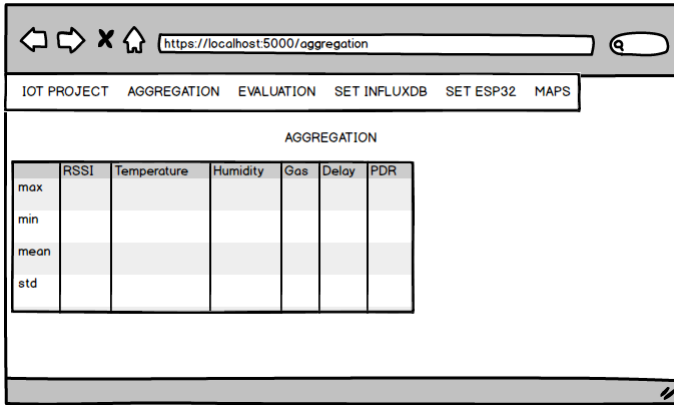 https://localhost:5000/aggregation
IOT PROJECT AGGREGATION EVALUATION SET INFLUXDB SET ESP32 MAPS
AGGREGATION
RSSI Temperature Humidity Gas Delay PDR
max
min
mean
std